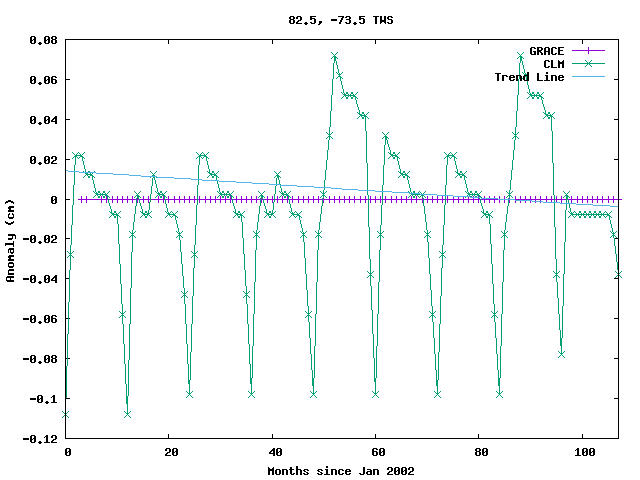 82.5, -73.5 TWS
GRACE
CLM
Trend Line
0.08
0.06
0.04
0.02
0
-0.02
-0.04
-0.06
-0.08
-0.1
-0.12
Anomaly (cm)
0 20 40 60 80 100
Months since Jan 2002